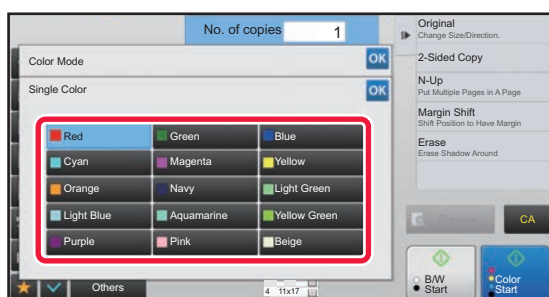 No. of copies 1
Color Mode
OK
Single Color
OK
Red
Green
Blue
Cyan
Magenta
Yellow
Orange
Navy
Light Green
Light Blue
Aquamarine
Yellow Green
Purple
Pink
Beige
Others
4 11x17
Original
Change Size/Direction.
2-Sided Copy
N-Up
Put Multiple Pages in A Page
Margin Shift
Shift Position to Have Margin
Erase
Erase Shadow Around
Preview
CA
B/W
Start
Color
Start